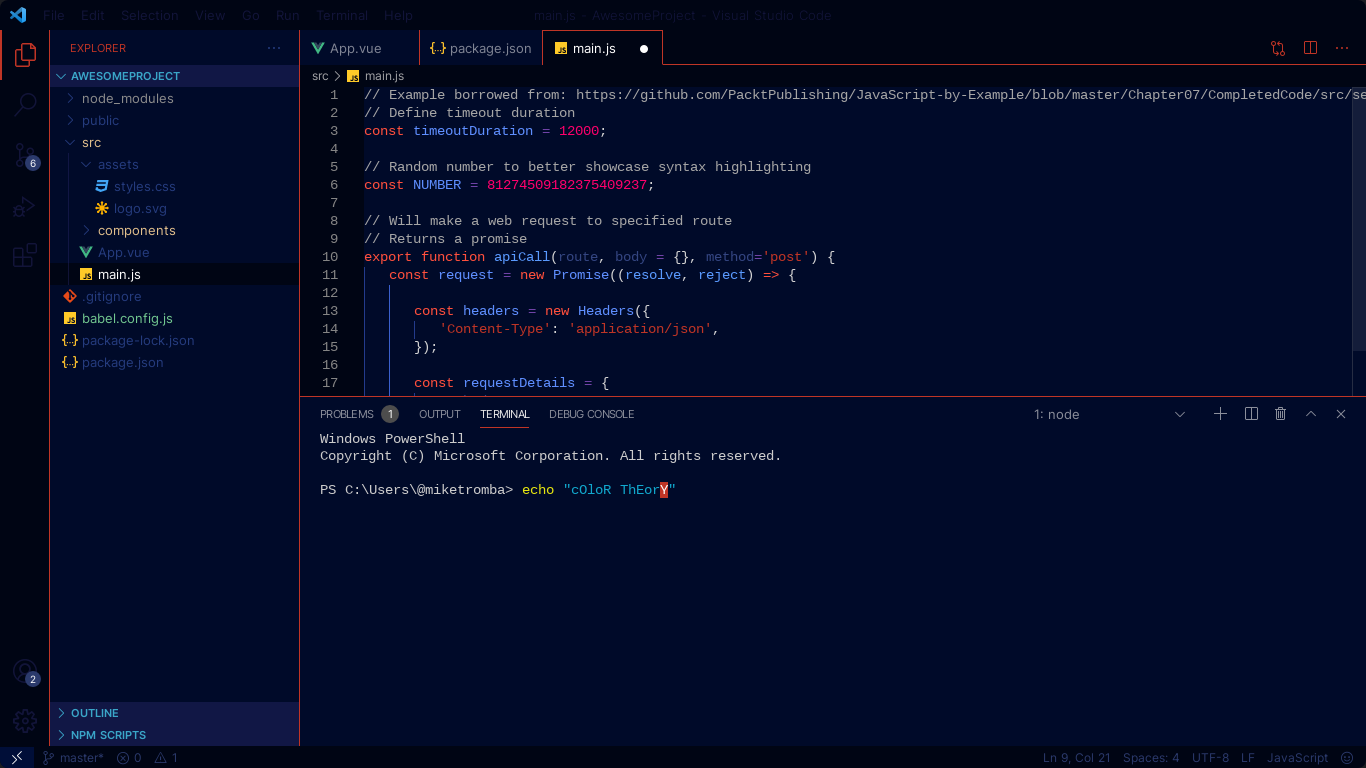 File Edit Selection View Go Run Terminal Help main.js AwesomeProject Visual Studio Code
EXPLORER
AWESOMEPROJECT
node_modules
public
src
assets
styles.css
logo.svg
components
App.vue
main.js
.gitignore
babel.config.js
package-lock.json
package.json
OUTLINE
NPM SCRIPTS
6
2
App.vue {..} package.json JS main.js
src > JS main.js
1 // Example borrowed from: https://github.com/PacktPublishing/JavaScript-by-Example/blob/master/Chapter07/CompletedCode/src/se
2 // Define timeout duration
3 const timeoutDuration = 12000;
4
5 // Random number to better showcase syntax highlighting
6 const NUMBER = 81274509182375409237;
7
8 // Will make a web request to specified route
9 // Returns a promise
10 export function apiCall(route, body = {}, method='post') {
11 const request = new Promise((resolve, reject) => {
12
13 const headers = new Headers({
14 'Content-Type': 'application/json',
15 });
16
17 const requestDetails = {
PROBLEMS 1 OUTPUT TERMINAL DEBUG CONSOLE 1: node
Windows PowerShell
Copyright (C) Microsoft Corporation. All rights reserved.
PS C:\Users\@miketromba> echo "cOloR ThEorY"
master* 0 1 Ln 9, Col 21 Spaces: 4 UTF-8 LF JavaScript